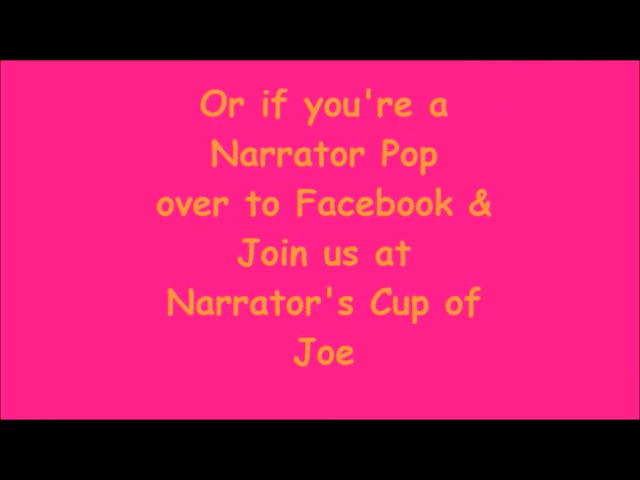 Or if you're a
Narrator Pop
over to Facebook &
Join us at
Narrator's Cup of
Joe